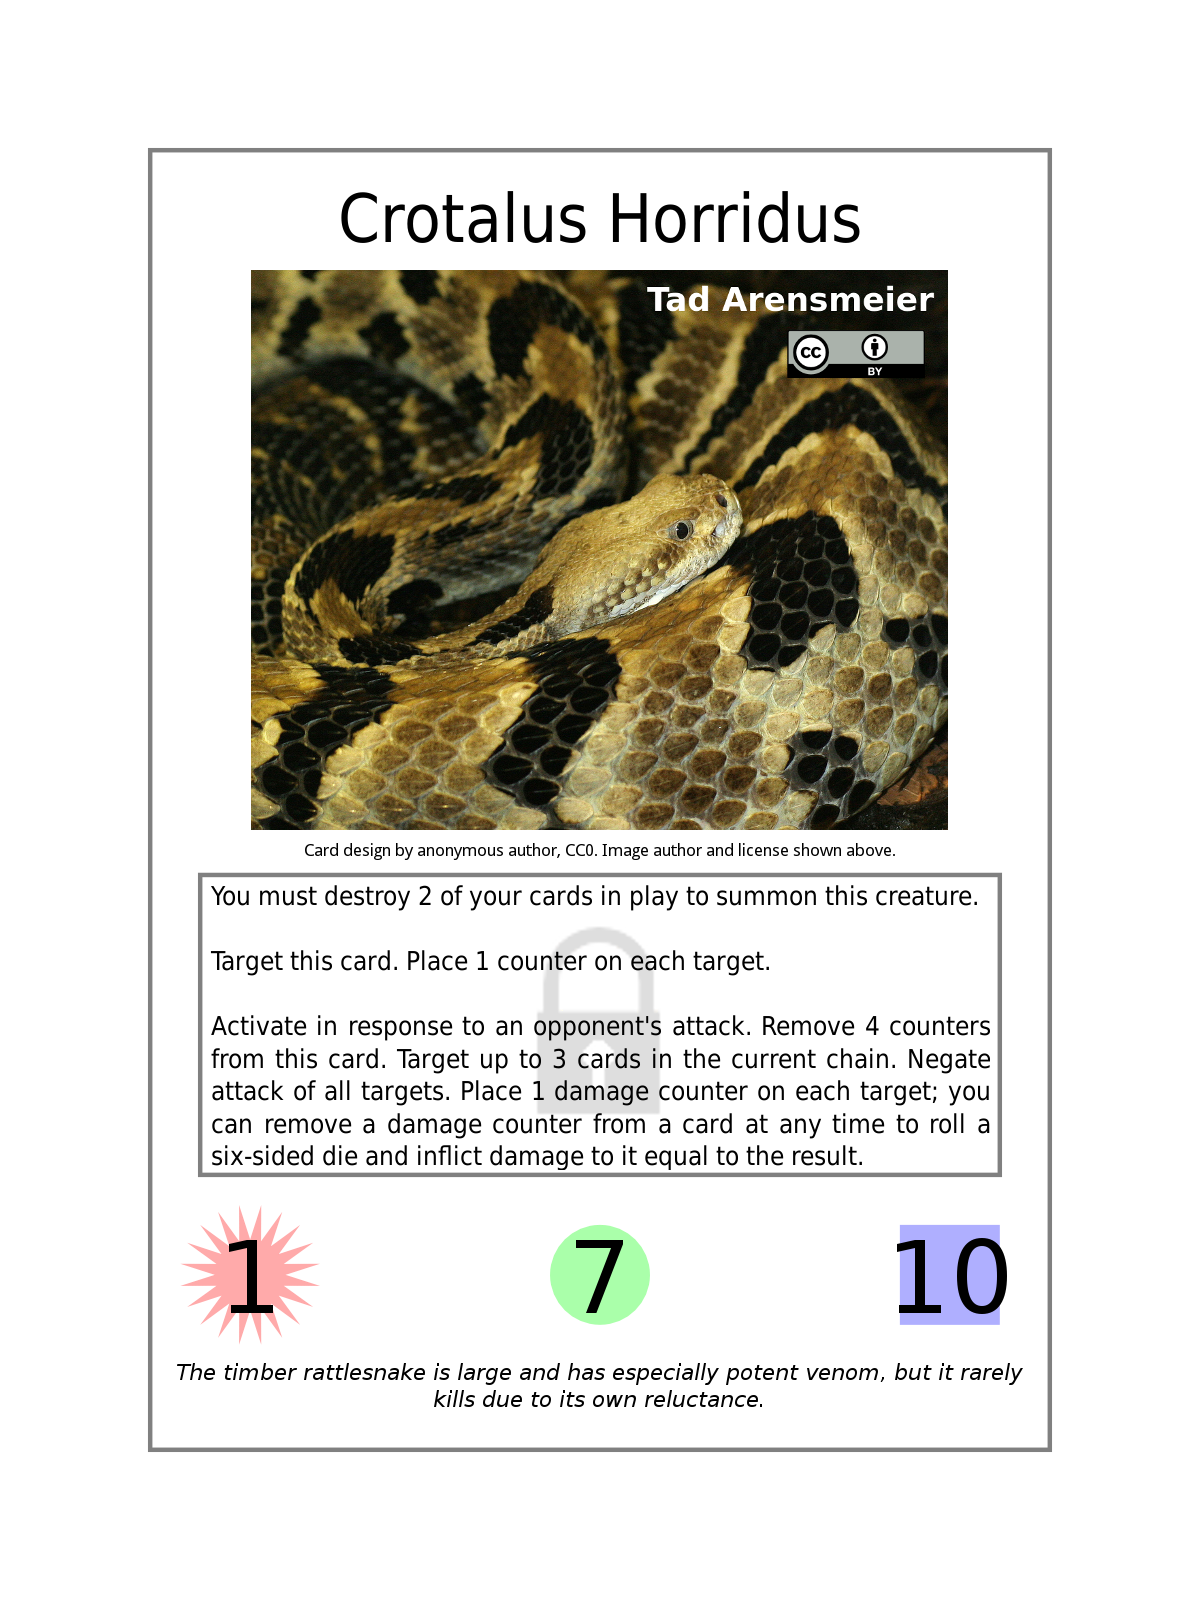 Crotalus Horridus
Tad Arensmeier
CC
BY
Card design by anonymous author, CC0. Image author and license shown above.
You must destroy 2 of your cards in play to summon this creature.
Target this card. Place 1 counter on each target.
Activate in response to an opponent's attack. Remove 4 counters
from this card. Target up to 3 cards in the current chain. Negate
attack of all targets. Place 1 damage counter on each target; you
can remove a damage counter from a card at any time to roll a
six-sided die and inflict damage to it equal to the result.
1
7
10
The timber rattlesnake is large and has especially potent venom, but it rarely
kills due to its own reluctance.